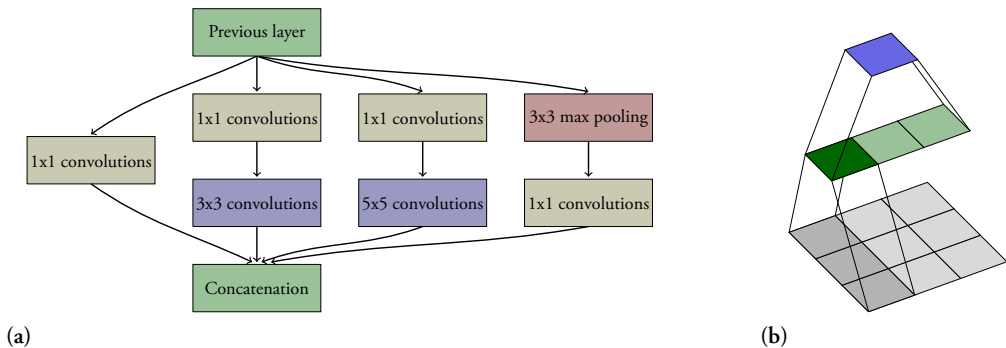 Previous layer
1x1 convolutions
1x1 convolutions
3x3 max pooling
1x1 convolutions
3x3 convolutions
5x5 convolutions
1x1 convolutions
Concatenation
(a)
(b)